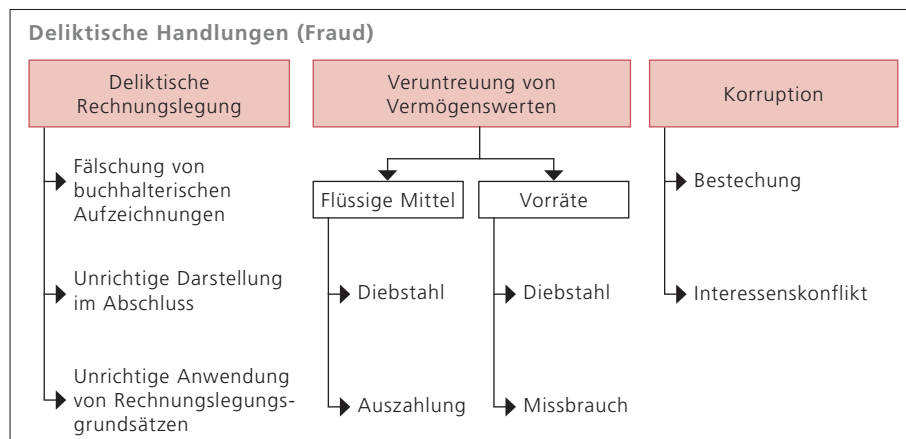 Deliktische Handlungen (Fraud)
Deliktische
Rechnungslegung
Fälschung von
buchhalterischen
Aufzeichnungen
Unrichtige Darstellung
im Abschluss
Unrichtige Anwendung
von Rechnungslegungs-
grundsätzen
Veruntreuung von
Vermögenswerten
Flüssige Mittel
Diebstahl
Auszahlung
Vorräte
Diebstahl
Missbrauch
Korruption
Bestechung
Interessenskonflikt